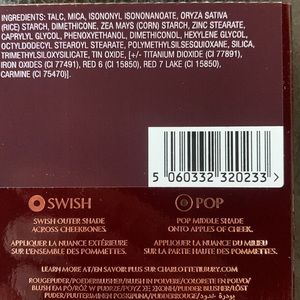 INGREDIENTS: TALC, MICA, ISONONYL ISONONANOATE, ORYZA SATIVA
(RICE) STARCH, DIMETHICONE, ZEA MAYS (CORN) STARCH, ZINC STEARATE,
CAPRYLYL GLYCOL, PHENOXYETHANOL, DIMETHICONOL, HEXYLENE GLYCOL,
OCTYLDODECYL STEAROYL STEARATE, POLYMETHYLSILSESQUIOXANE, SILICA,
TRIMETHYLSILOXYSILICATE, TIN OXIDE, [+/- TITANIUM DIOXIDE (CI 77891),
IRON OXIDES (CI 77491), RED 6 (CI 15850), RED 7 LAKE (CI 15850),
CARMINE (CI 75470)].
5 060332 320233 >
SWISH
POP
SWISH OUTER SHADE
ACROSS CHEEKBONES.
POP MIDDLE SHADE
ONTO APPLES OF CHEEK.
APPLIQUER LA NUANCE EXTÉRIEURE
SUR L'ENSEMBLE DES POMMETTES.
APPLIQUER LA NUANCE DU MILIEU
SUR LA PARTIE HAUTE DES POMMETTES.
LEARN MORE AT/EN SAVOIR PLUS SUR CHARLOTTETILBURY.COM